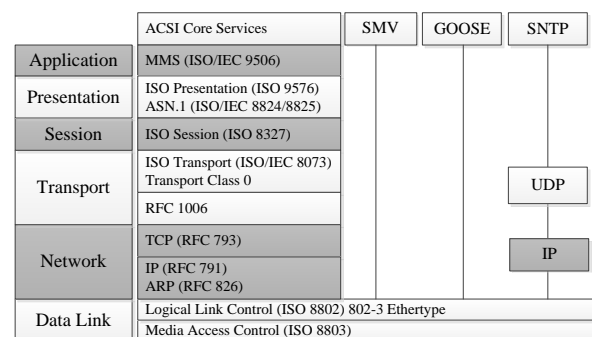 ACSI Core Services
SMV
GOOSE
SNTP
Application
MMS (ISO/IEC 9506)
Presentation
ISO Presentation (ISO 9576)
ASN.1 (ISO/IEC 8824/8825)
Session
ISO Session (ISO 8327)
Transport
ISO Transport (ISO/IEC 8073)
Transport Class 0
UDP
RFC 1006
Network
TCP (RFC 793)
IP
IP (RFC 791)
ARP (RFC 826)
Data Link
Logical Link Control (ISO 8802) 802-3 Ethertype
Media Access Control (ISO 8803)